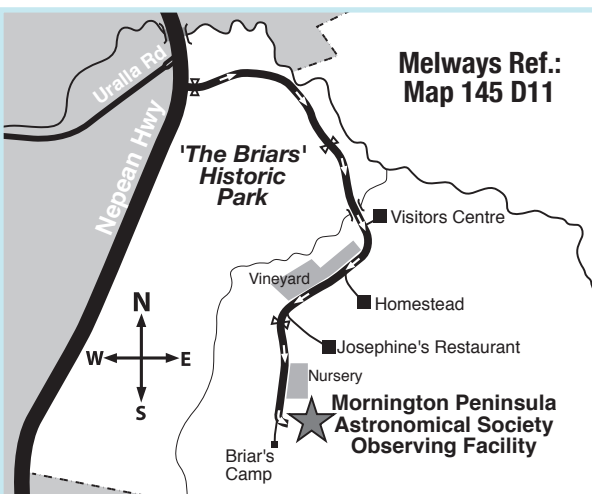 Melways Ref.:
Map 145 D11
Uralla Rd
Nepean Hwy
'The Briars'
Historic
Park
Visitors Centre
Vineyard
Homestead
Josephine's Restaurant
Nursery
N
W
E
S
Mornington Peninsula
Astronomical Society
Observing Facility
Briar's
Camp